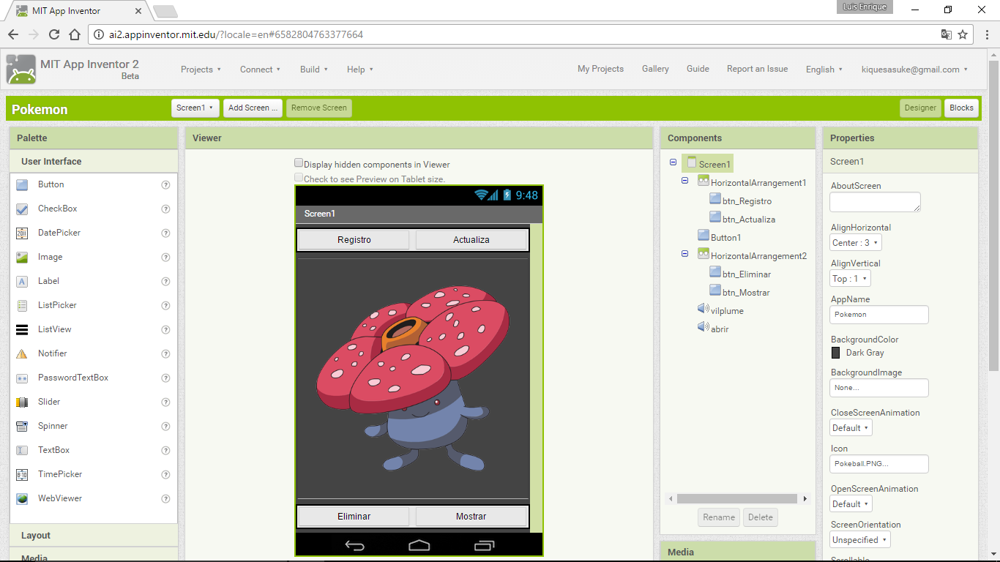 MIT App Inventor
Luis Enrique
ai2.appinventor.mit.edu/?locale=en#6582804763377664
MIT App Inventor 2
Beta
Projects
Connect
Build
Help
My Projects
Gallery
Guide
Report an Issue
English
kiquesasuke@gmail.com
Pokemon
Screen1
Add Screen ...
Remove Screen
Designer
Blocks
Palette
User Interface
Button
CheckBox
DatePicker
Image
Label
ListPicker
ListView
Notifier
PasswordTextBox
Slider
Spinner
TextBox
TimePicker
WebViewer
Layout
Media
Viewer
Display hidden components in Viewer
Check to see Preview on Tablet size.
9:48
Screen1
Registro
Actualiza
Eliminar
Mostrar
Components
Screen1
HorizontalArrangement1
btn_Registro
btn_Actualiza
Button1
HorizontalArrangement2
btn_Eliminar
btn_Mostrar
vilplume
abrir
Rename
Delete
Media
Properties
Screen1
AboutScreen
AlignHorizontal
Center : 3
AlignVertical
Top : 1
AppName
Pokemon
BackgroundColor
Dark Gray
BackgroundImage
None...
CloseScreenAnimation
Default
Icon
Pokeball.PNG...
OpenScreenAnimation
Default
ScreenOrientation
Unspecified
Scrollable